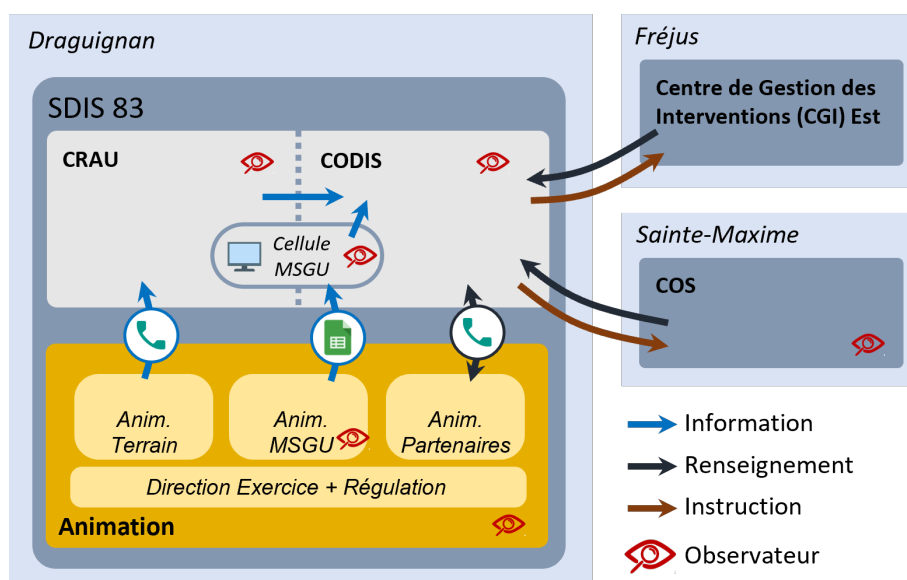 Draguignan
SDIS 83
CRAU
CODIS
Cellule
MSGU
Anim.
Terrain
Anim.
MSGU
Anim.
Partenaires
Direction Exercice + Régulation
Animation
Fréjus
Centre de Gestion des
Interventions (CGI) Est
Sainte-Maxime
COS
Information
Renseignement
Instruction
Observateur